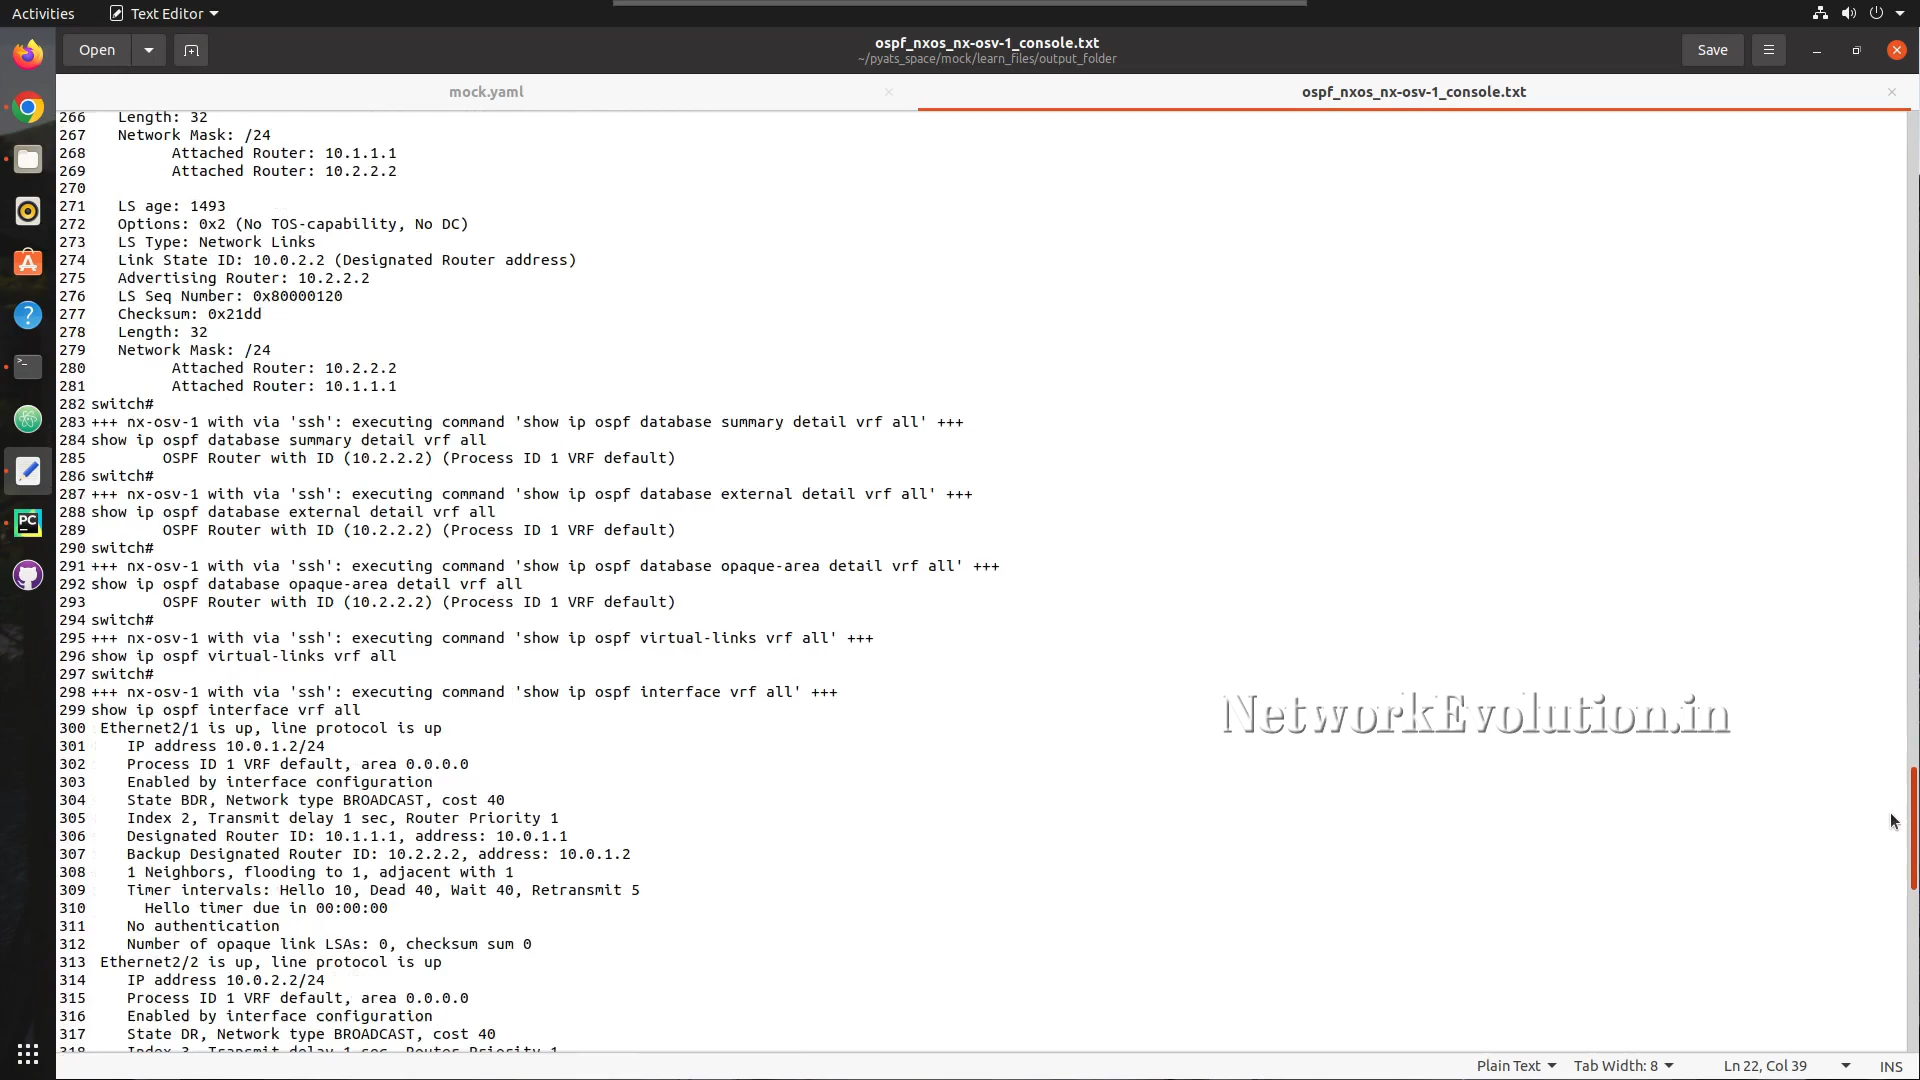 Activities Text Editor
Open ospf_nxos_nx-osv-1_console.txt Save
~/pyats_space/mock/learn_files/output_folder
mock.yaml ospf_nxos_nx-osv-1_console.txt
266 Length: 32
267 Network Mask: /24
268 Attached Router: 10.1.1.1
269 Attached Router: 10.2.2.2
270
271 LS age: 1493
272 Options: 0x2 (No TOS-capability, No DC)
273 LS Type: Network Links
274 Link State ID: 10.0.2.2 (Designated Router address)
275 Advertising Router: 10.2.2.2
276 LS Seq Number: 0x80000120
277 Checksum: 0x21dd
278 Length: 32
279 Network Mask: /24
280 Attached Router: 10.2.2.2
281 Attached Router: 10.1.1.1
282 switch#
283 +++ nx-osv-1 with via 'ssh': executing command 'show ip ospf database summary detail vrf all' +++
284 show ip ospf database summary detail vrf all
285 OSPF Router with ID (10.2.2.2) (Process ID 1 VRF default)
286 switch#
287 +++ nx-osv-1 with via 'ssh': executing command 'show ip ospf database external detail vrf all' +++
288 show ip ospf database external detail vrf all
289 OSPF Router with ID (10.2.2.2) (Process ID 1 VRF default)
290 switch#
291 +++ nx-osv-1 with via 'ssh': executing command 'show ip ospf database opaque-area detail vrf all' +++
292 show ip ospf database opaque-area detail vrf all
293 OSPF Router with ID (10.2.2.2) (Process ID 1 VRF default)
294 switch#
295 +++ nx-osv-1 with via 'ssh': executing command 'show ip ospf virtual-links vrf all' +++
296 show ip ospf virtual-links vrf all
297 switch#
298 +++ nx-osv-1 with via 'ssh': executing command 'show ip ospf interface vrf all' +++
299 show ip ospf interface vrf all
300 Ethernet2/1 is up, line protocol is up
301 IP address 10.0.1.2/24
302 Process ID 1 VRF default, area 0.0.0.0
303 Enabled by interface configuration
304 State BDR, Network type BROADCAST, cost 40
305 Index 2, Transmit delay 1 sec, Router Priority 1
306 Designated Router ID: 10.1.1.1, address: 10.0.1.1
307 Backup Designated Router ID: 10.2.2.2, address: 10.0.1.2
308 1 Neighbors, flooding to 1, adjacent with 1
309 Timer intervals: Hello 10, Dead 40, Wait 40, Retransmit 5
310 Hello timer due in 00:00:00
311 No authentication
312 Number of opaque link LSAs: 0, checksum sum 0
313 Ethernet2/2 is up, line protocol is up
314 IP address 10.0.2.2/24
315 Process ID 1 VRF default, area 0.0.0.0
316 Enabled by interface configuration
317 State DR, Network type BROADCAST, cost 40
318 Index 3, Transmit delay 1 sec, Router Priority 1
NetworkEvolution.in
Plain Text Tab Width: 8 Ln 22, Col 39 INS